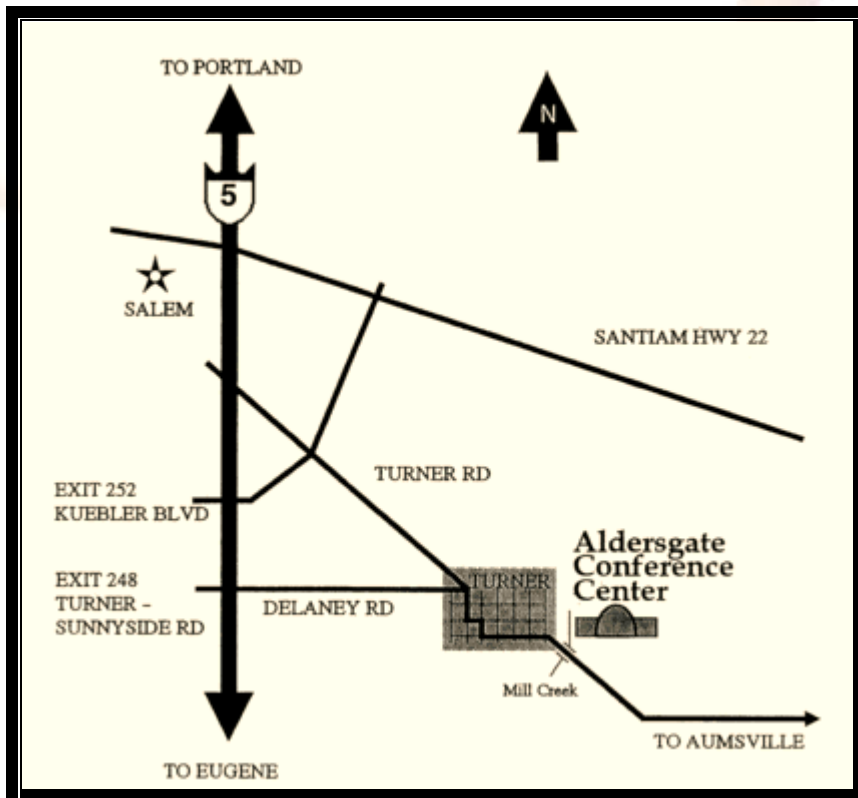 TO PORTLAND
N
5
SALEM
SANTIAM HWY 22
TURNER RD
EXIT 252
KUEBLER BLVD
Aldersgate
Conference
Center
EXIT 248
TURNER –
SUNNYSIDE RD
DELANEY RD
TURNER
Mill Creek
TO AUMSVILLE
TO EUGENE